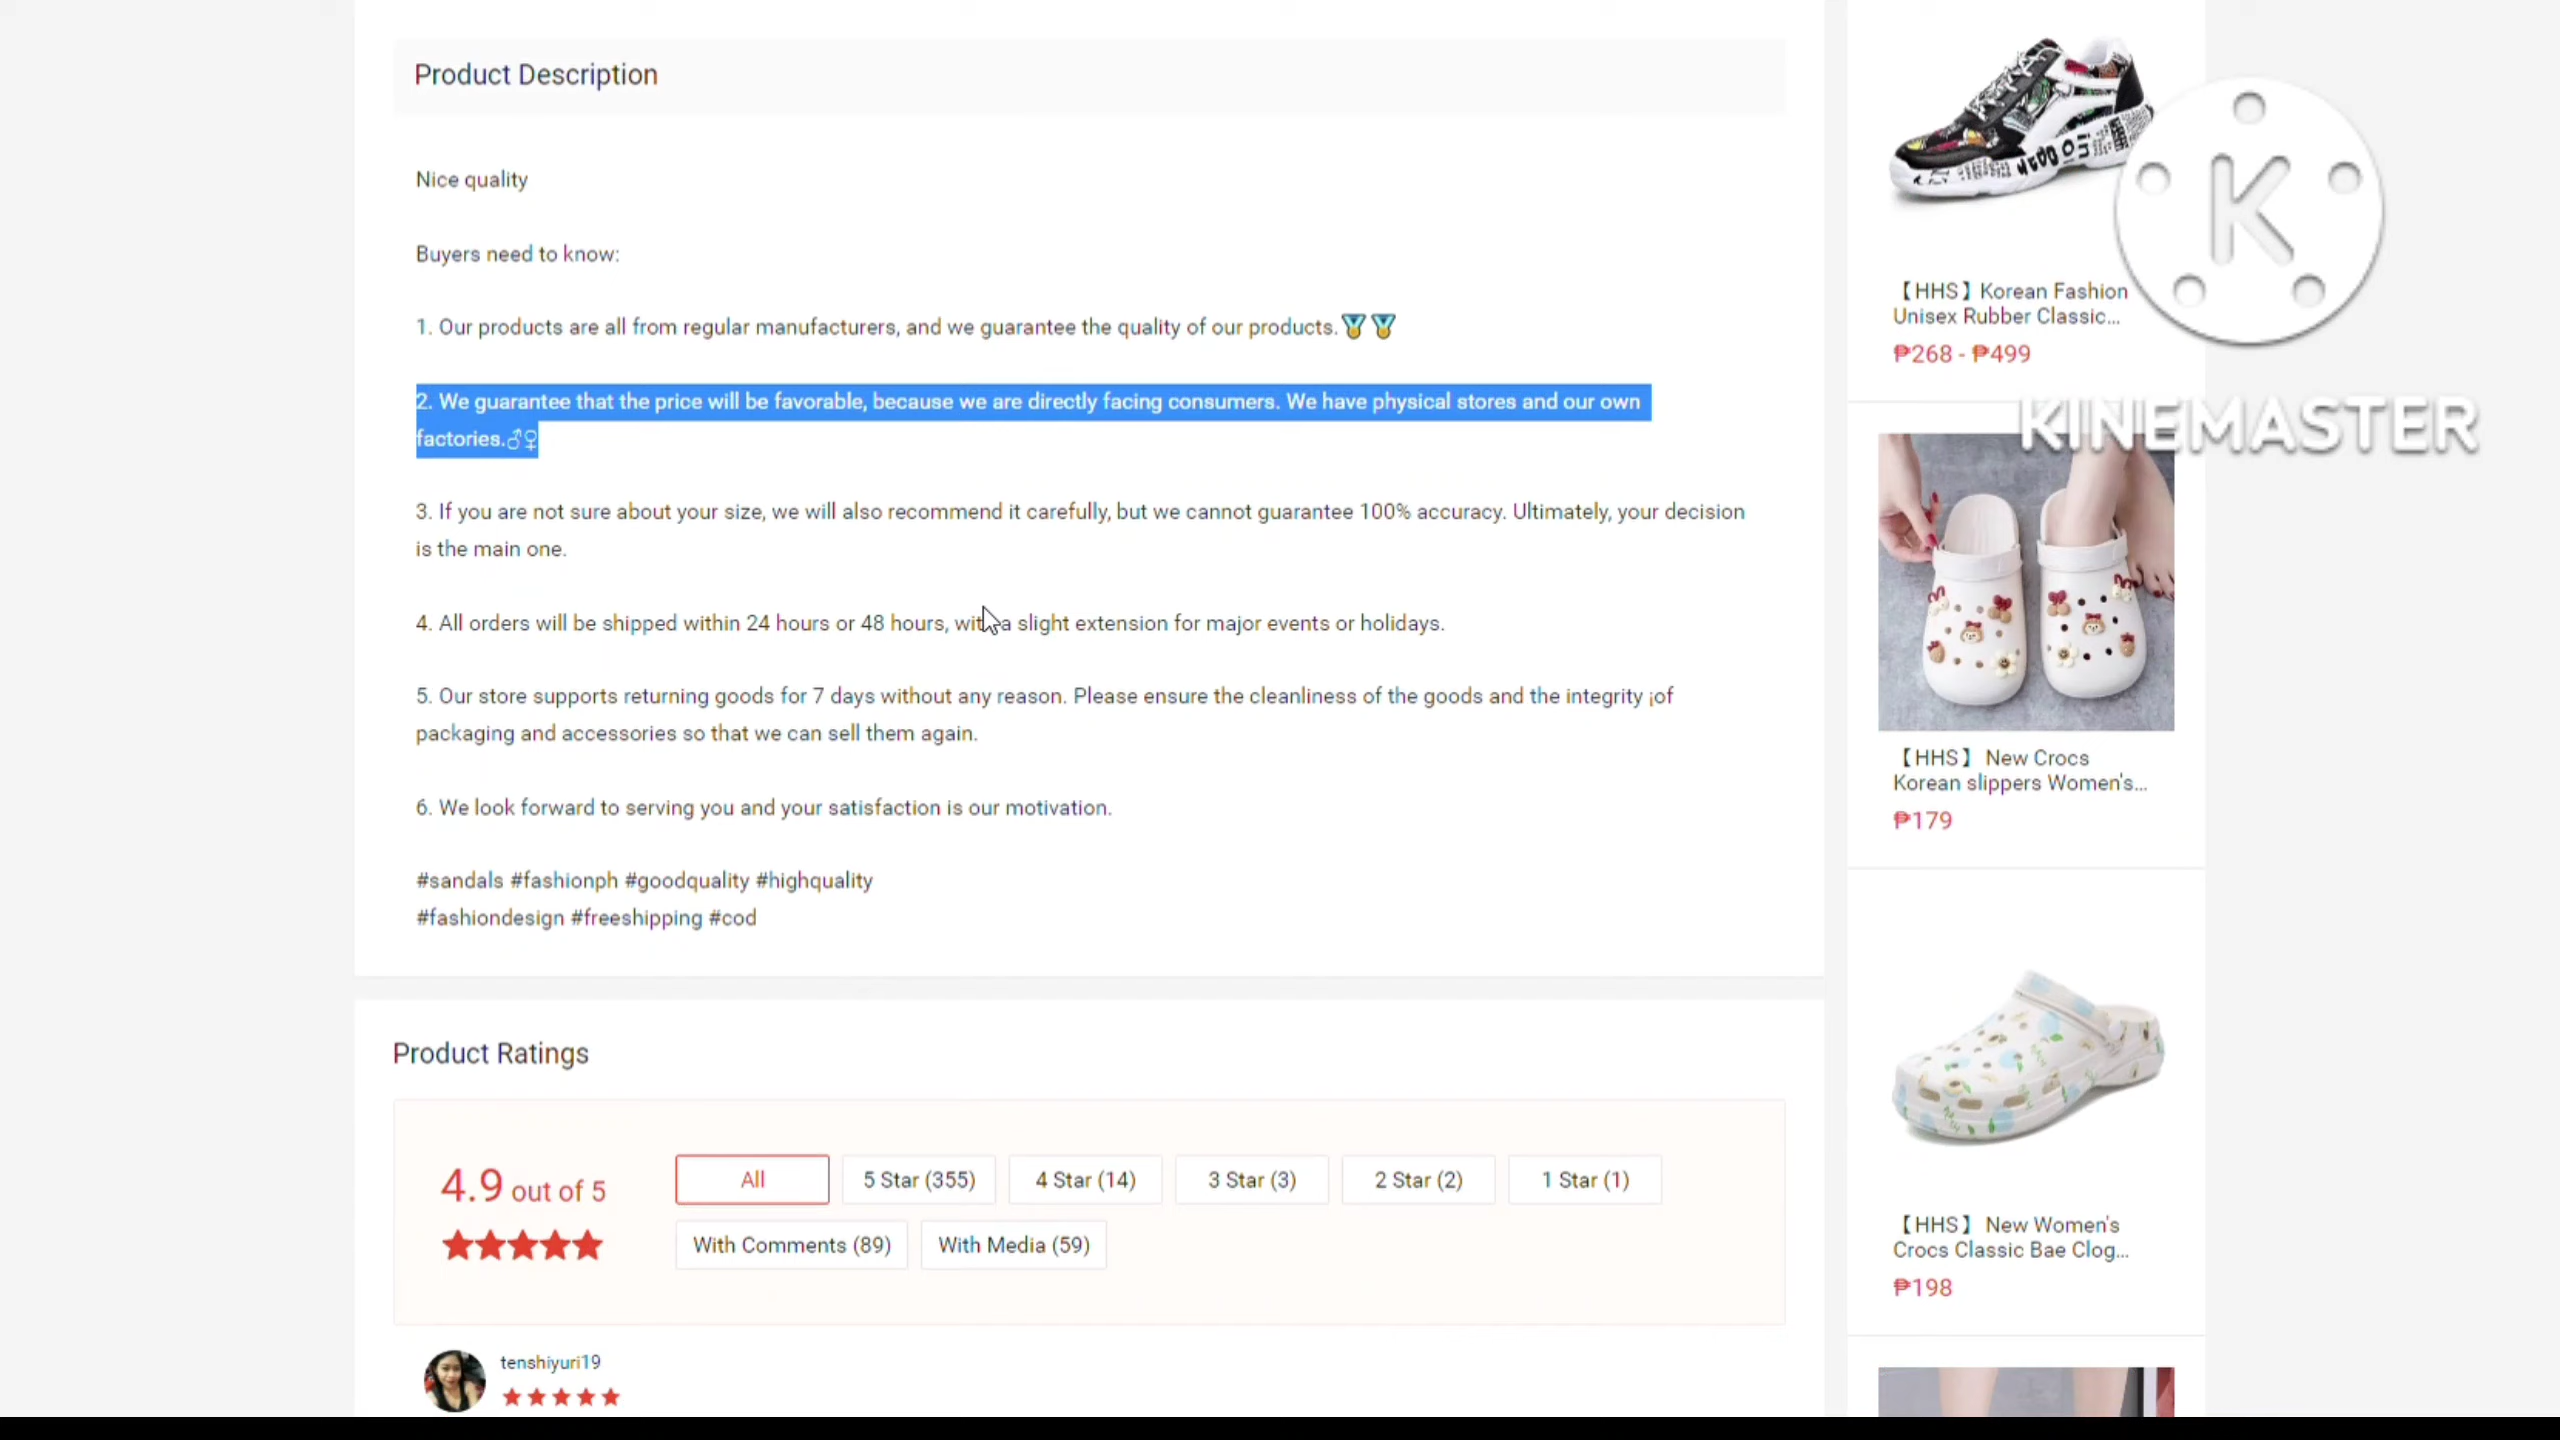 Product Description
Nice quality
Buyers need to know:
1. Our products are all from regular manufacturers, and we guarantee the quality of our products.🏅🏅
2. We guarantee that the price will be favorable, because we are directly facing consumers. We have physical stores and our own
factories.♂♀
3. If you are not sure about your size, we will also recommend it carefully, but we cannot guarantee 100% accuracy. Ultimately, your decision
is the main one.
4. All orders will be shipped within 24 hours or 48 hours, with a slight extension for major events or holidays.
5. Our store supports returning goods for 7 days without any reason. Please ensure the cleanliness of the goods and the integrity ¡of
packaging and accessories so that we can sell them again.
6. We look forward to serving you and your satisfaction is our motivation.
#sandals #fashionph #goodquality #highquality
#fashiondesign #freeshipping #cod
Product Ratings
4.9 out of 5
All
5 Star (355)
4 Star (14)
3 Star (3)
2 Star (2)
1 Star (1)
With Comments (89)
With Media (59)
tenshiyuri19
【HHS】Korean Fashion
Unisex Rubber Classic...
₱268 - ₱499
K
KINEMASTER
【HHS】 New Crocs
Korean slippers Women's...
₱179
【HHS】 New Women's
Crocs Classic Bae Clog...
₱198